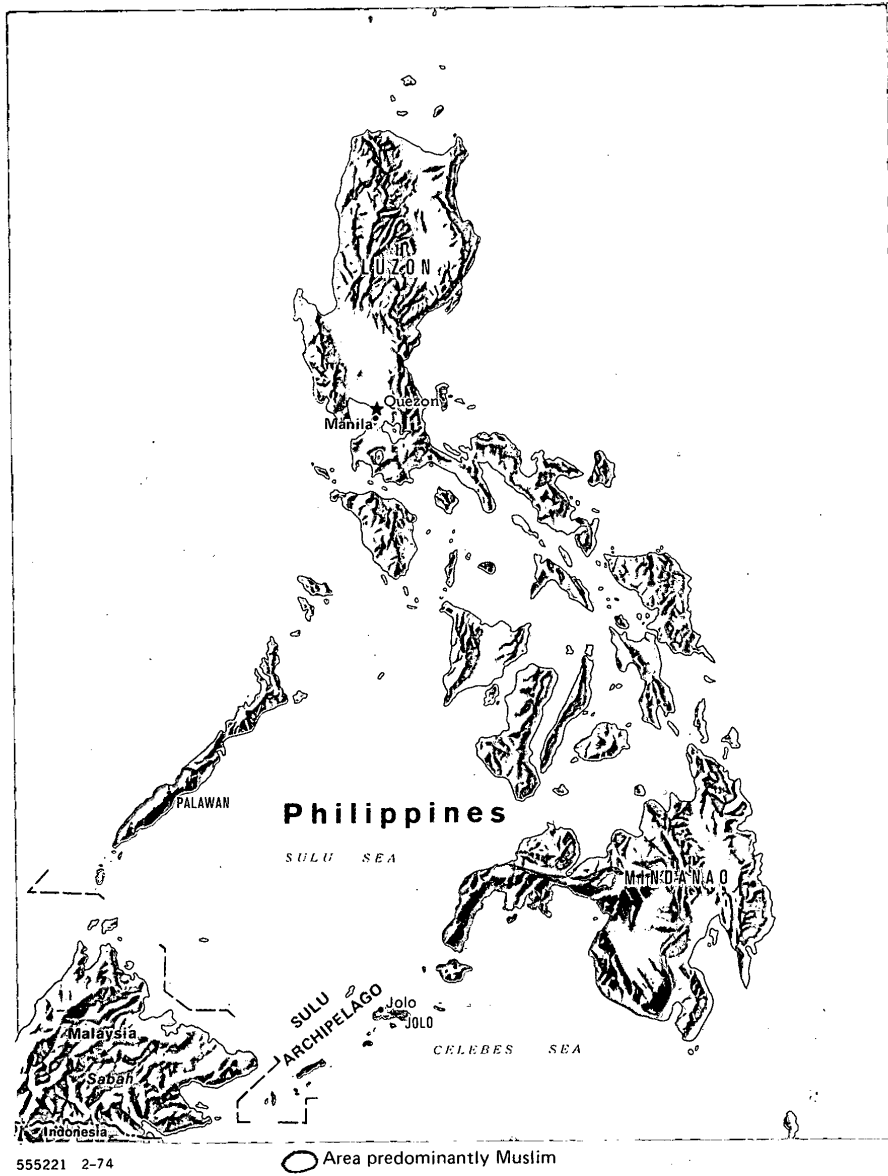 LUZON
Quezon
Manila
PALAWAN
Philippines
SULU SEA
MINDANAO
SULU
ARCHIPELAGO
Jolo
JOLO
CELEBES SEA
Malaysia
Sabah
Indonesia
555221 2-74
Area predominantly Muslim